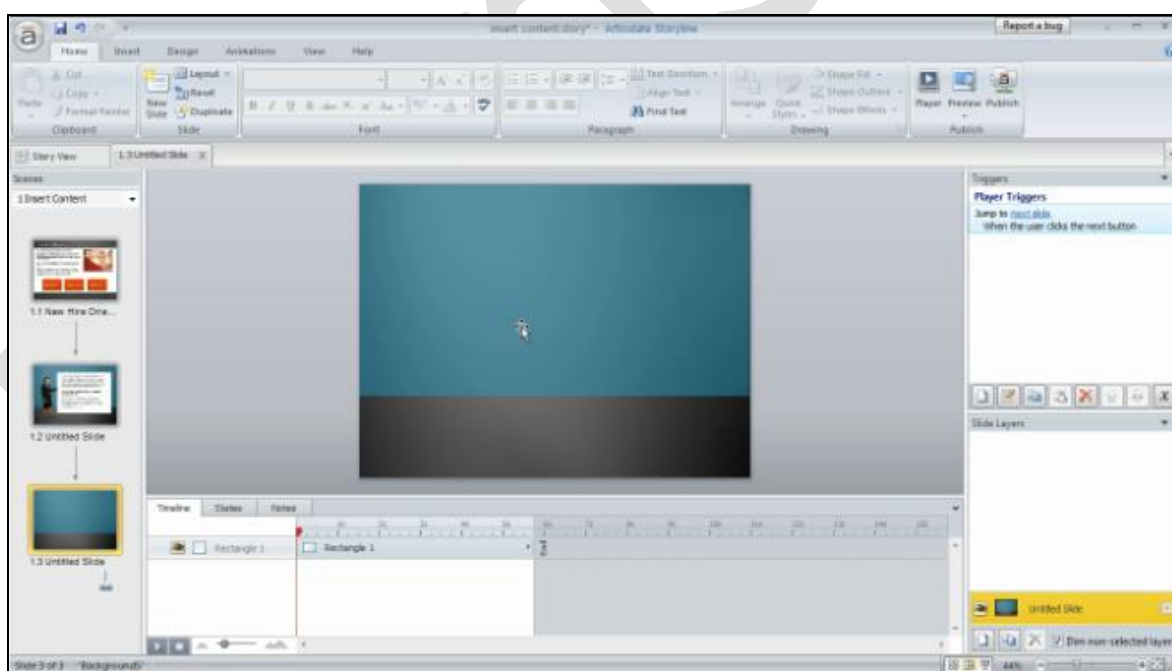 insert content.story* - Articulate Storyline
Report a bug
Home Insert Design Animations View Help
Paste
Cut
Copy
Format Painter
Clipboard
New Slide
Layout
Reset
Duplicate
Slide
Font
Text Direction
Align Text
Find Text
Paragraph
Arrange
Quick Styles
Shape Fill
Shape Outline
Shape Effects
Drawing
Player Preview Publish
Publish
Story View
1.3 Untitled Slide
Scenes
1 Insert Content
1.1 New Hire Orie...
1.2 Untitled Slide
1.3 Untitled Slide
Triggers
Player Triggers
Jump to next slide
When the user clicks the next button
Slide Layers
Timeline States Notes
Rectangle 1
Rectangle 1
End
Untitled Slide
Dim non-selected layer
Slide 3 of 3
44%